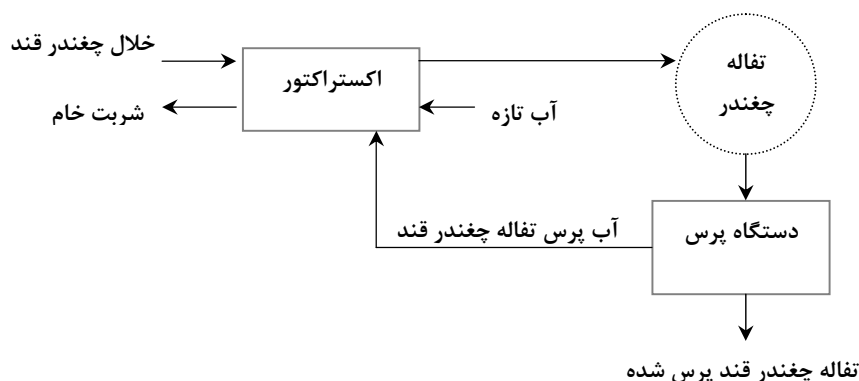 خلال چغندر قند
اکستراکتور
تفاله
چغندر
شربت خام
آب تازه
آب پرس تفاله چغندر قند
دستگاه پرس
تفاله چغندر قند پرس شده